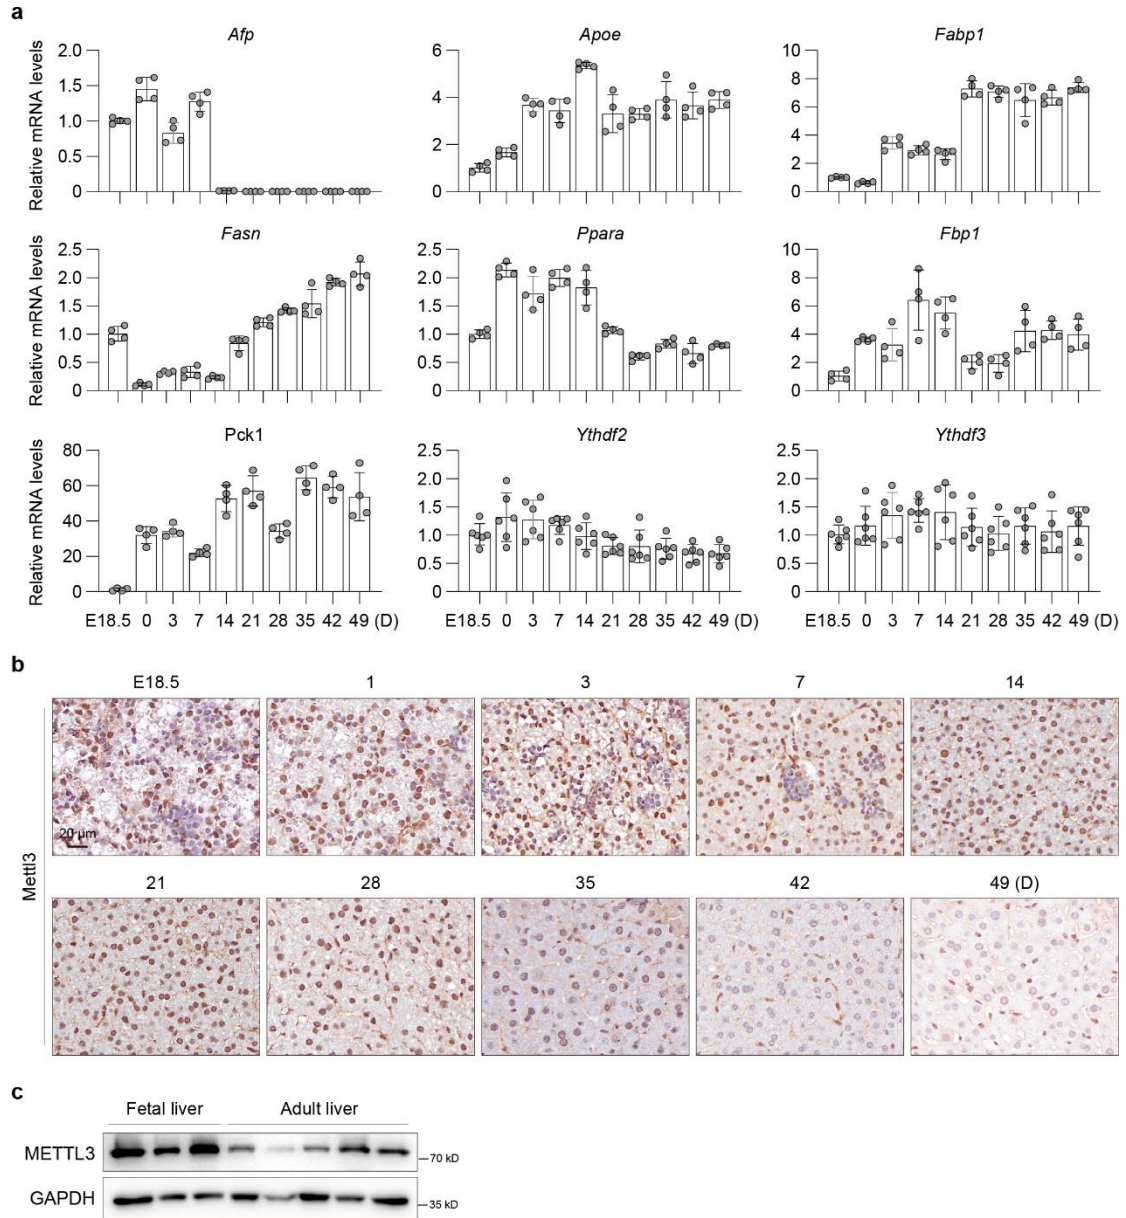 a
Afp
Apoe
Fabp1
Relative mRNA levels
2.0
1.5
1.0
0.5
0.0
6
4
2
0
10
8
6
4
2
0
Fasn
Ppara
Fbp1
Relative mRNA levels
2.5
2.0
1.5
1.0
0.5
0.0
2.5
2.0
1.5
1.0
0.5
0.0
10
8
6
4
2
0
Pck1
Ythdf2
Ythdf3
Relative mRNA levels
80
60
40
20
0
2.5
2.0
1.5
1.0
0.5
0.0
2.5
2.0
1.5
1.0
0.5
0.0
E18.5 0 3 7 14 21 28 35 42 49 (D)
E18.5 0 3 7 14 21 28 35 42 49 (D)
E18.5 0 3 7 14 21 28 35 42 49 (D)
b
E18.5 1 3 7 14
20 μm
Mettl3
21 28 35 42 49 (D)
c
Fetal liver Adult liver
METTL3
70 kD
GAPDH
35 kD